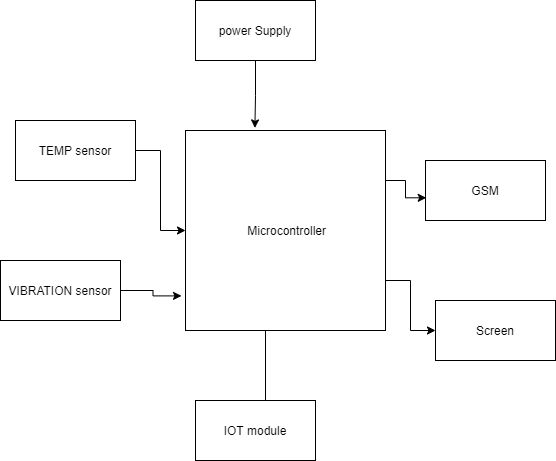 power Supply
TEMP sensor
GSM
Microcontroller
VIBRATION sensor
Screen
IOT module